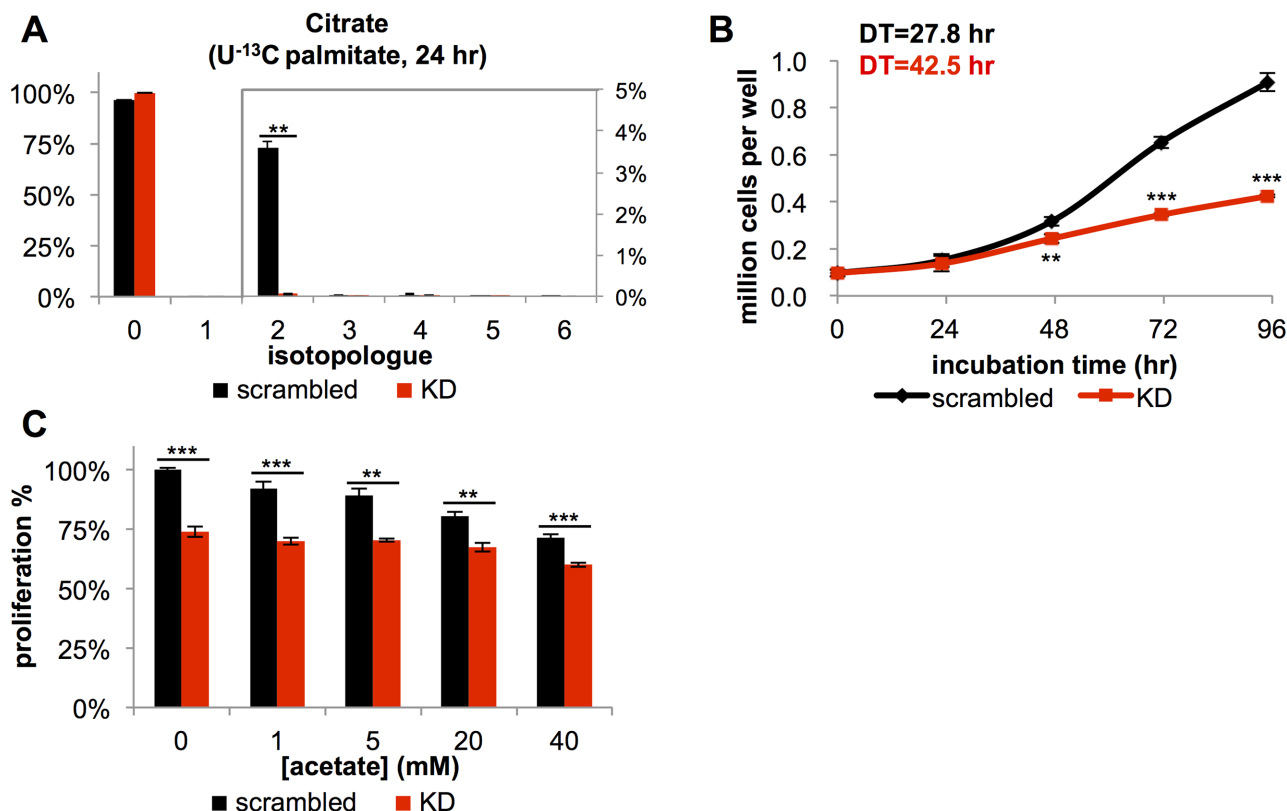 A
Citrate
(U-¹³C palmitate, 24 hr)
100%
75%
50%
25%
0%
5%
4%
3%
2%
1%
0%
**
0 1 2 3 4 5 6
isotopologue
scrambled KD
B
DT=27.8 hr
DT=42.5 hr
million cells per well
1.0
0.8
0.6
0.4
0.2
0.0
**
***
***
0 24 48 72 96
incubation time (hr)
scrambled KD
C
proliferation %
100%
75%
50%
25%
0%
*** *** ** ** ***
0 1 5 20 40
[acetate] (mM)
scrambled KD